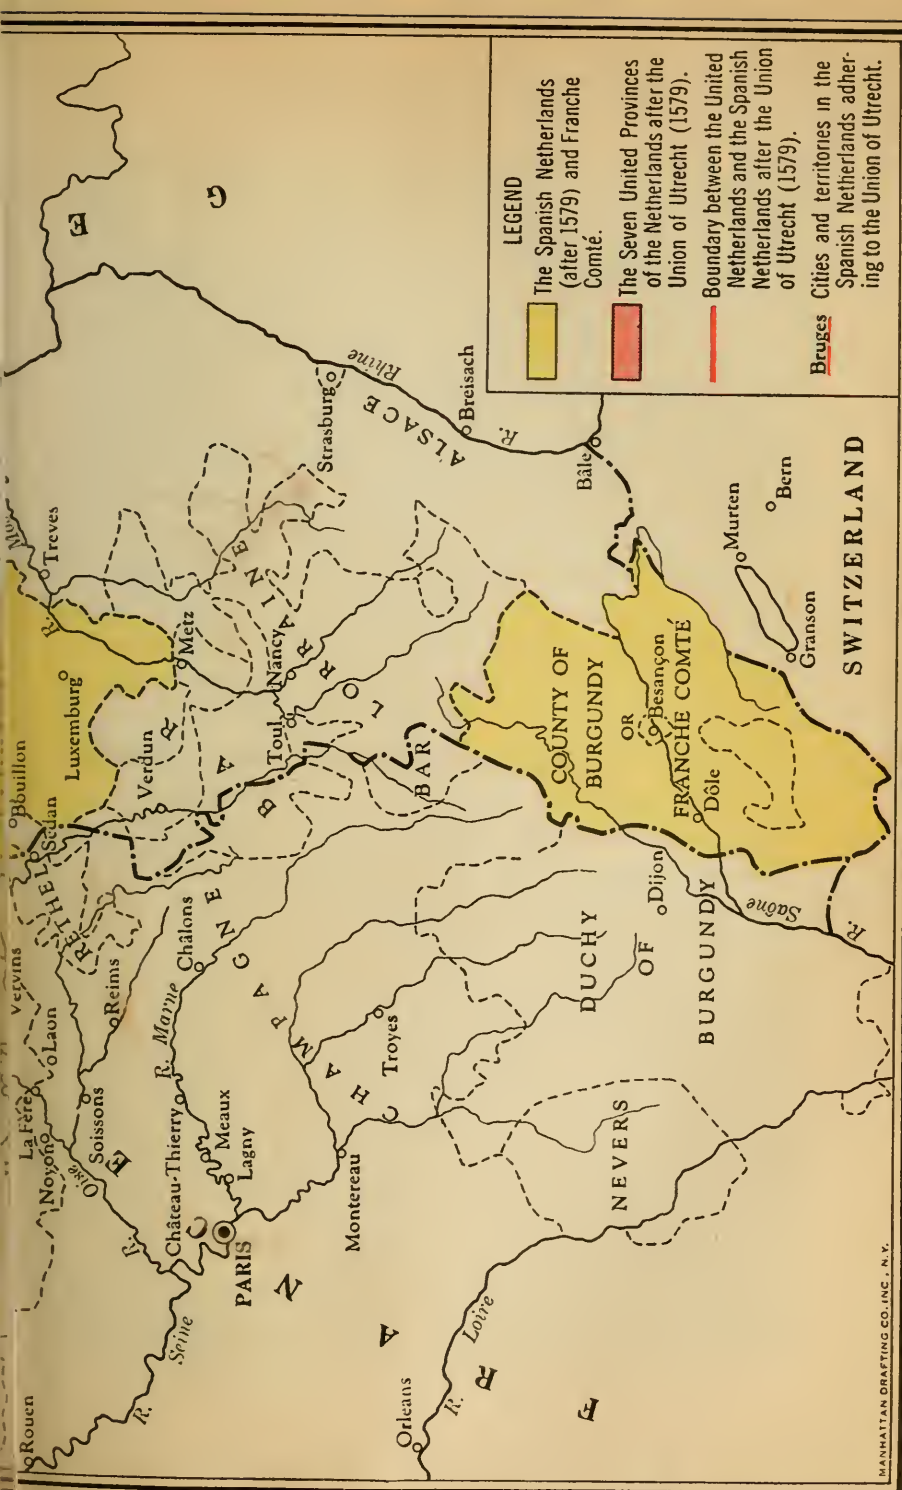 LEGEND
The Spanish Netherlands
(after 1579) and Franche
Comté.
The Seven United Provinces
of the Netherlands after the
Union of Utrecht (1579).
Boundary between the United
Netherlands and the Spanish
Netherlands after the Union
of Utrecht (1579).
Bruges
Cities and territories in the
Spanish Netherlands adher-
ing to the Union of Utrecht.
Rouen
R. Seine
Noyon
La Fère
Laon
Vervins
R. Oise
Soissons
Reims
RETHEL
Sedan
Bouillon
Luxemburg
Treves
R.
Château-Thierry
R. Marne
Châlons
Verdun
Metz
BAR
PARIS
Meaux
Lagny
Montereau
Troyes
CHAMPAGNE
Toul
Nancy
LORRAINE
Strasburg
R. Rhine
ALSACE
Breisach
Bâle
BAR
Orleans
R. Loire
FRANCE
NEVERS
DUCHY
OF
BURGUNDY
Dijon
R. Saône
COUNTY OF
BURGUNDY
OR
FRANCHE COMTÉ
Besançon
Dôle
Murten
Bern
Granson
SWITZERLAND
G E
MANHATTAN DRAFTING CO. INC., N.Y.